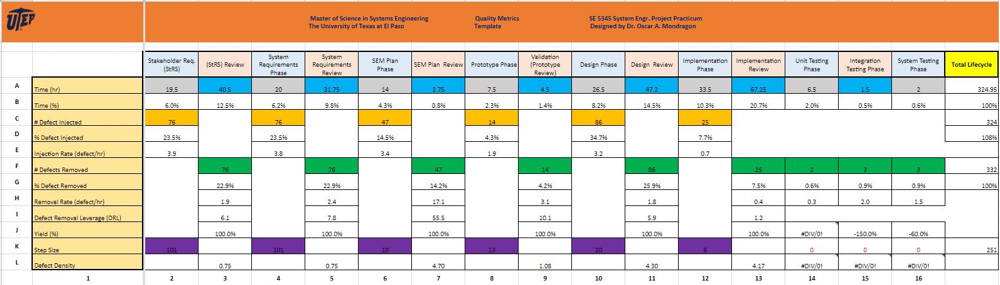 UTEP
Master of Science in Systems Engineering Quality Metrics SE 5345 System Engr. Project Practicum
The University of Texas at El Paso Template Designed by Dr. Oscar A. Mondragon
Stakeholder Req. (StRS) (StRS) Review System Requirements Phase System Requirements Review SEM Plan Phase SEM Plan Review Prototype Phase Validation (Prototype Review) Design Phase Design Review Implementation Phase Implementation Review Unit Testing Phase Integration Testing Phase System Testing Phase Total Lifecycle
A Time (hr) 19.5 40.5 20 31.75 14 2.75 7.5 4.5 26.5 47.2 33.5 67.25 6.5 1.5 2 324.95
B Time (%) 6.0% 12.5% 6.2% 9.8% 4.3% 0.8% 2.3% 1.4% 8.2% 14.5% 10.3% 20.7% 2.0% 0.5% 0.6% 100%
C # Defect Injected 76 76 47 14 86 25 324
D % Defect Injected 23.5% 23.5% 14.5% 4.3% 34.7% 7.7% 108%
E Injection Rate (defect/hr) 3.9 3.8 3.4 1.9 3.2 0.7
F # Defects Removed 76 76 47 14 86 25 2 3 3 332
G % Defect Removed 22.9% 22.9% 14.2% 4.2% 25.9% 7.5% 0.6% 0.9% 0.9% 100%
H Removal Rate (defect/hr) 1.9 2.4 17.1 3.1 1.8 0.4 0.3 2.0 1.5
I Defect Removal Leverage (DRL) 6.1 7.8 55.5 10.1 5.9 1.2
J Yield (%) 100.0% 100.0% 100.0% 100.0% 100.0% 100.0% #DIV/0! -150.0% -60.0%
K Step Size 101 101 10 13 20 6 0 0 0 251
L Defect Density 0.75 0.75 4.70 1.08 4.30 4.17 #DIV/0! #DIV/0! #DIV/0!
1 2 3 4 5 6 7 8 9 10 11 12 13 14 15 16